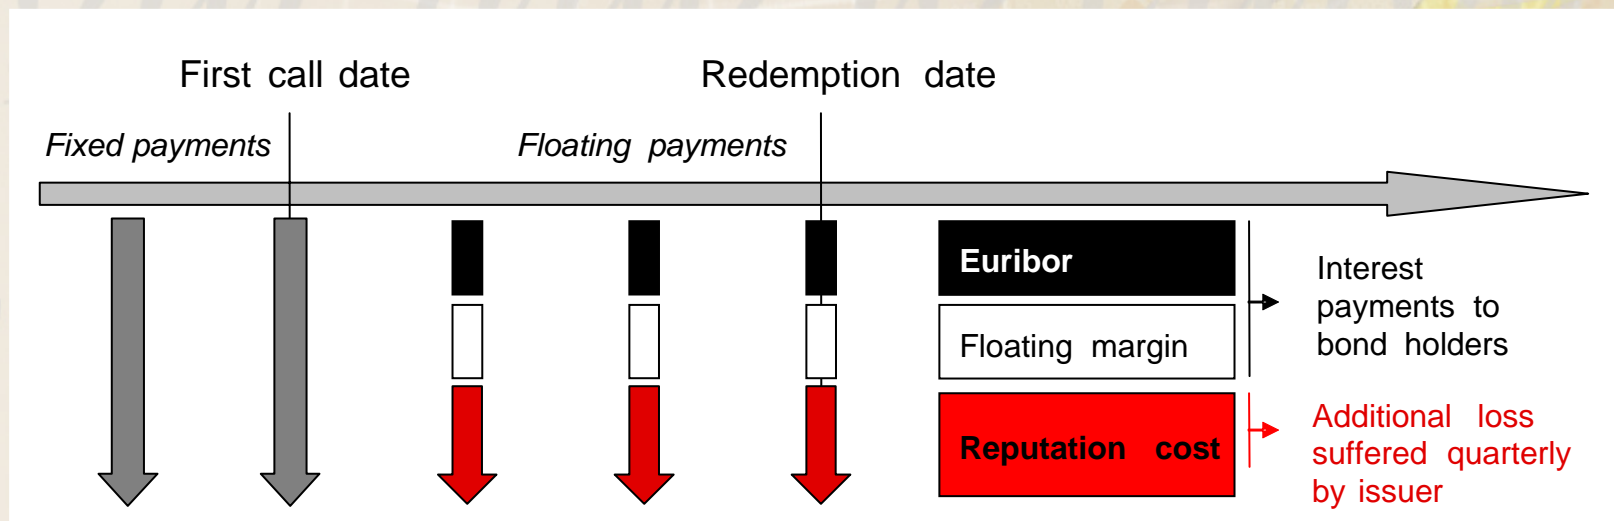 First call date
Redemption date
Fixed payments
Floating payments
Euribor
Floating margin
Reputation cost
Interest
payments to
bond holders
Additional loss
suffered quarterly
by issuer